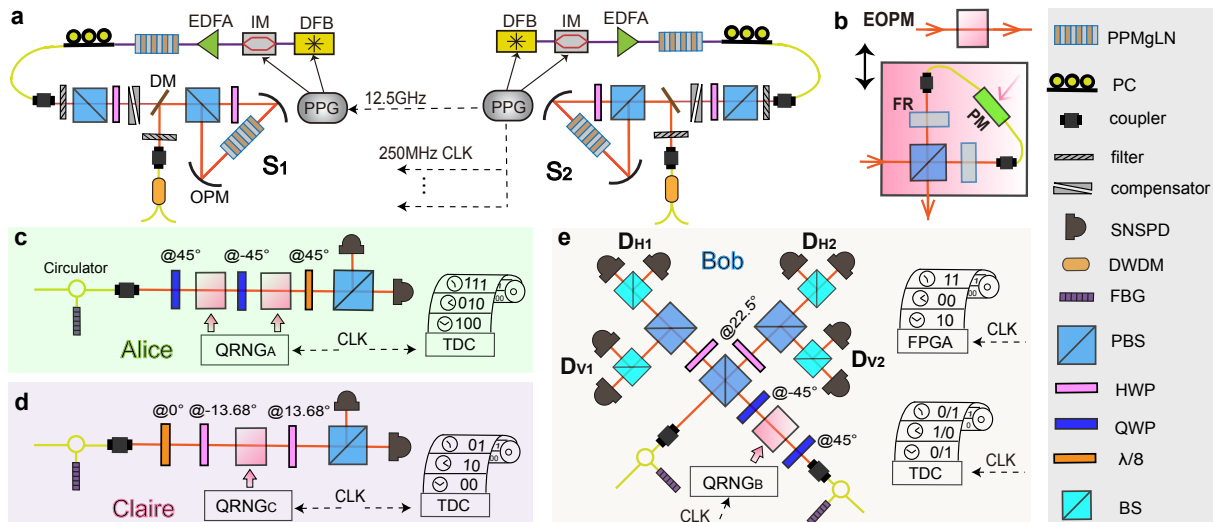 a
EDFA
IM
DFB
DFB
IM
EDFA
DM
PPG
12.5GHz
PPG
250MHz CLK
S1
S2
OPM
b
EOPM
FR
PM
PPMgLN
PC
coupler
filter
compensator
SNSPD
DWDM
FBG
PBS
HWP
QWP
λ/8
BS
c
Circulator
@45°
@-45°
@45°
111
010
100
Alice
QRNGA
CLK
TDC
d
@0°
@-13.68°
@13.68°
01
10
00
Claire
QRNGC
CLK
TDC
e
DH1
Bob
DH2
DV1
@22.5°
DV2
@-45°
@45°
QRNGB
CLK
11
00
10
FPGA
CLK
0/1
1/0
0/1
TDC
CLK